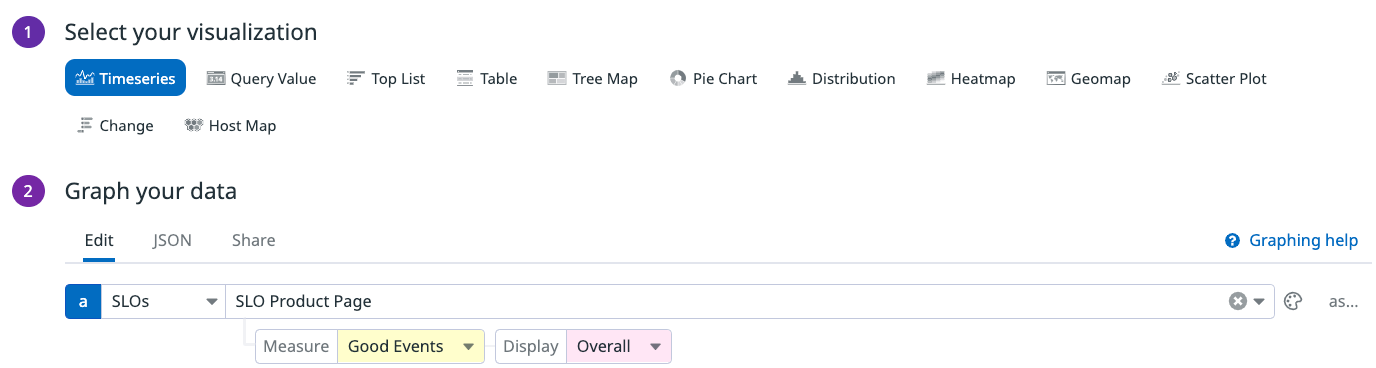 1 Select your visualization
Timeseries Query Value Top List Table Tree Map Pie Chart Distribution Heatmap Geomap Scatter Plot
Change Host Map
2 Graph your data
Edit JSON Share Graphing help
a SLOs SLO Product Page as...
Measure Good Events Display Overall